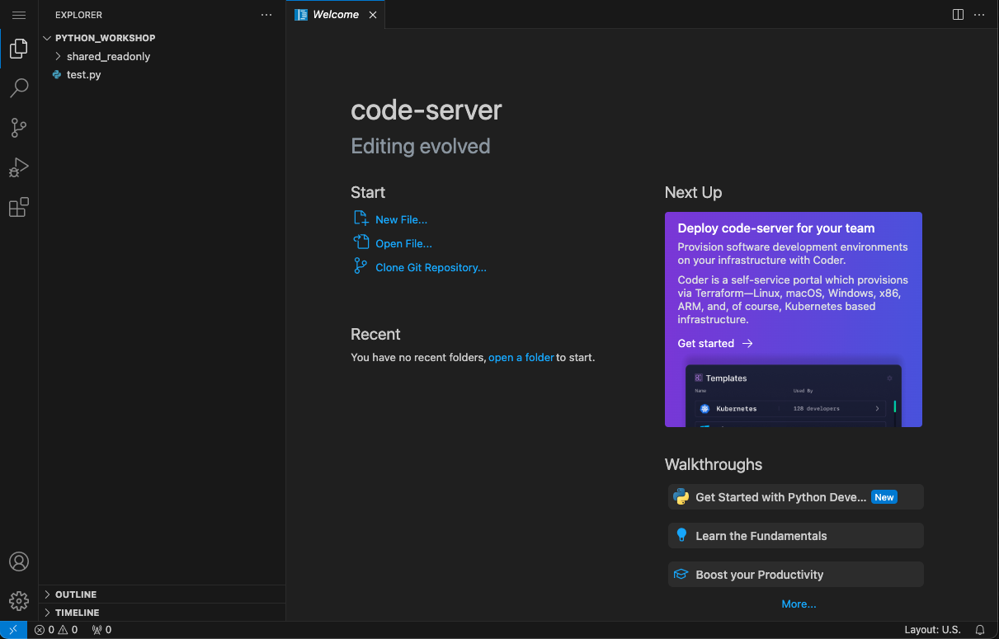 EXPLORER
PYTHON_WORKSHOP
shared_readonly
test.py
OUTLINE
TIMELINE
Welcome
code-server
Editing evolved
Start
New File...
Open File...
Clone Git Repository...
Recent
You have no recent folders, open a folder to start.
Next Up
Deploy code-server for your team
Provision software development environments
on your infrastructure with Coder.
Coder is a self-service portal which provisions
via Terraform—Linux, macOS, Windows, x86,
ARM, and, of course, Kubernetes based
infrastructure.
Get started
Templates
Name Used By
Kubernetes 128 developers
Walkthroughs
Get Started with Python Deve... New
Learn the Fundamentals
Boost your Productivity
More...
0 0 0
Layout: U.S.